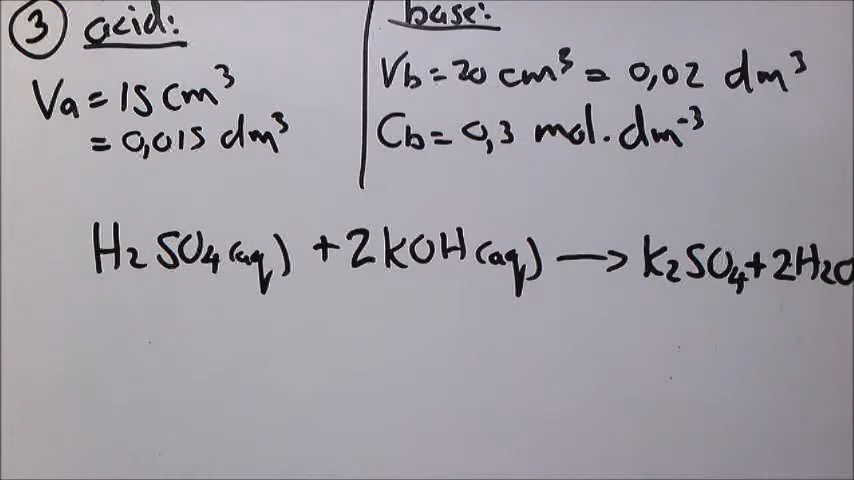 ③ acid:
Va = 15 cm³
= 0,015 dm³
base:
Vb = 20 cm³ = 0,02 dm³
Cb = 0,3 mol.dm⁻³
H₂SO₄(aq) + 2KOH(aq) → K₂SO₄ + 2H₂O